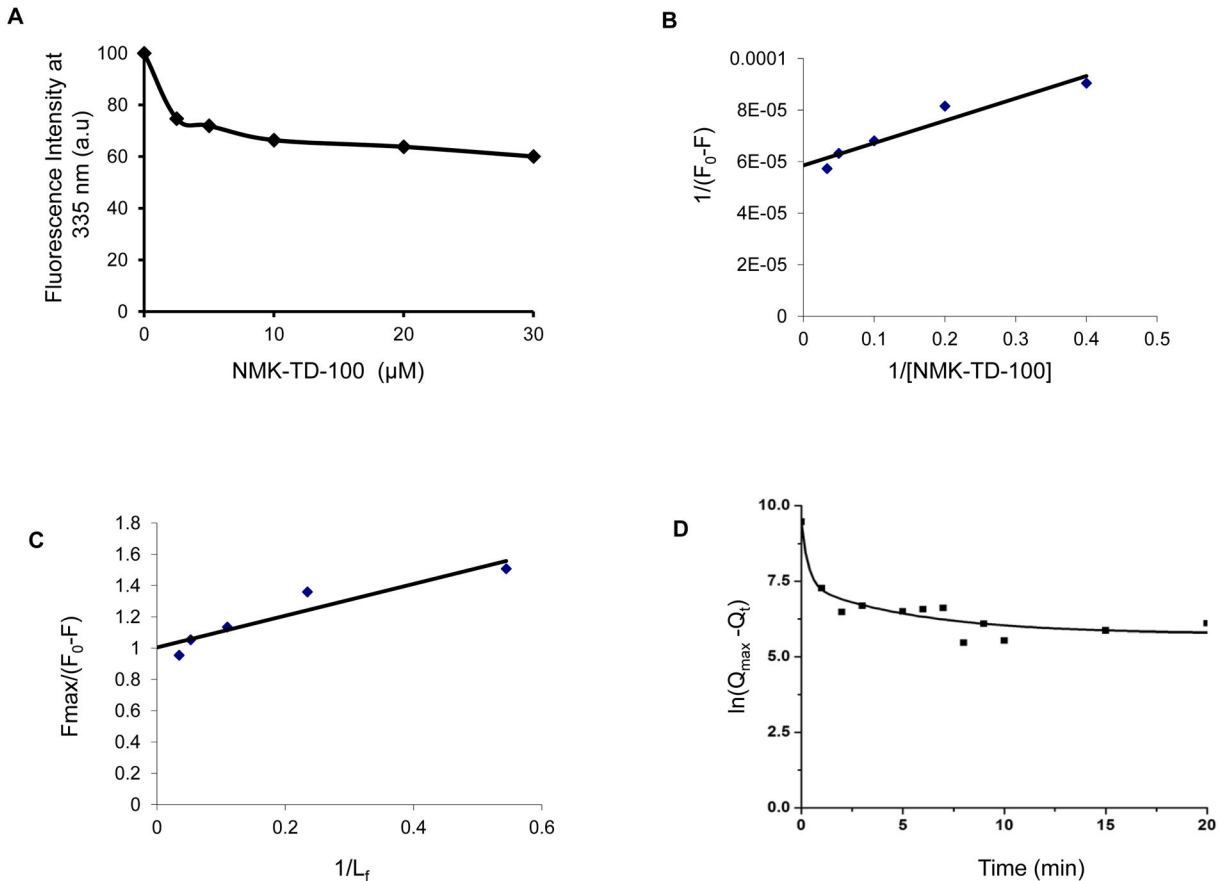 A
Fluorescence Intensity at
335 nm (a.u)
100
80
60
40
20
0
0 10 20 30
NMK-TD-100 (µM)
B
1/(F₀-F)
0.0001
8E-05
6E-05
4E-05
2E-05
0
0 0.1 0.2 0.3 0.4 0.5
1/[NMK-TD-100]
C
Fmax/(F₀-F)
1.8
1.6
1.4
1.2
1
0.8
0.6
0.4
0.2
0
0 0.2 0.4 0.6
1/Lf
D
ln(Qmax -Qt)
10.0
7.5
5.0
2.5
0.0
0 5 10 15 20
Time (min)